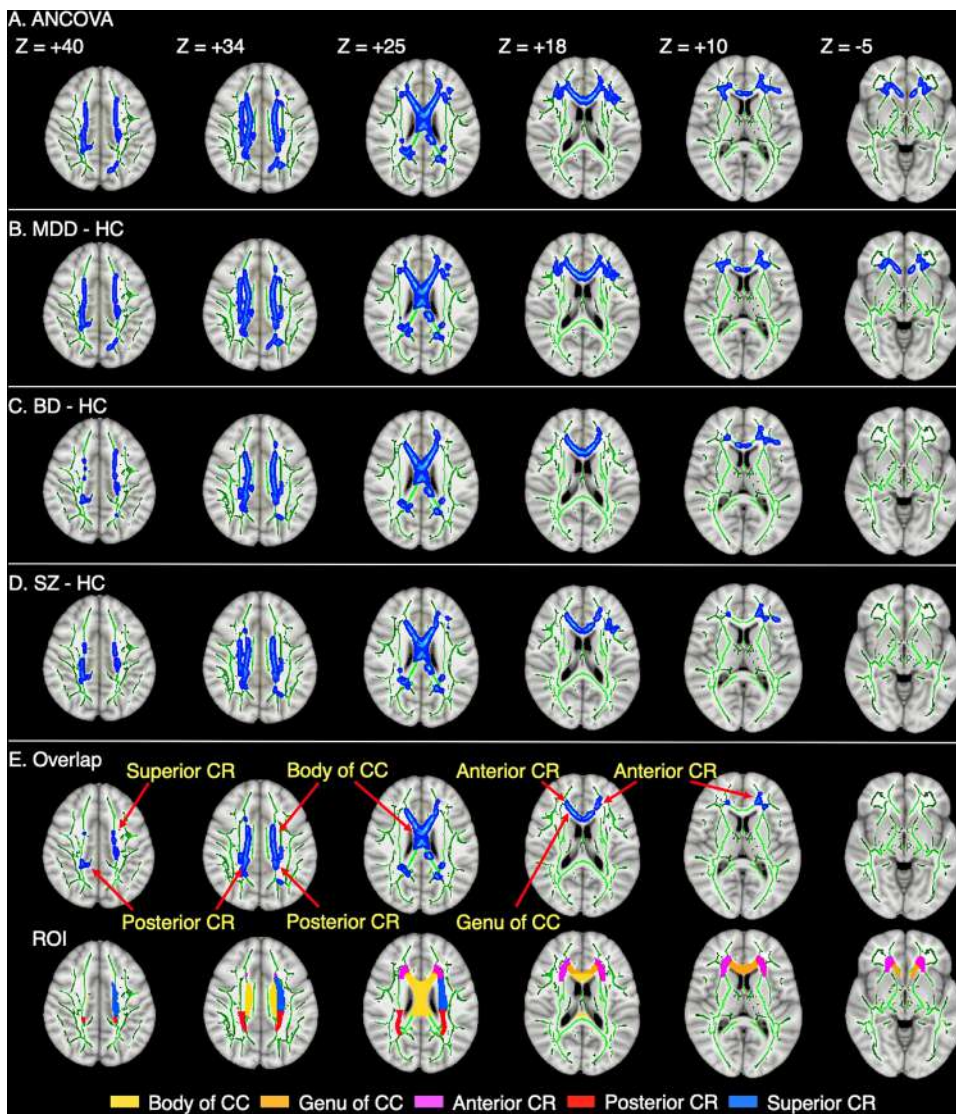 A. ANCOVA
Z = +40 Z = +34 Z = +25 Z = +18 Z = +10 Z = -5
B. MDD - HC
C. BD - HC
D. SZ - HC
E. Overlap
Superior CR Body of CC Anterior CR Anterior CR
Posterior CR Posterior CR Genu of CC
ROI
Body of CC Genu of CC Anterior CR Posterior CR Superior CR